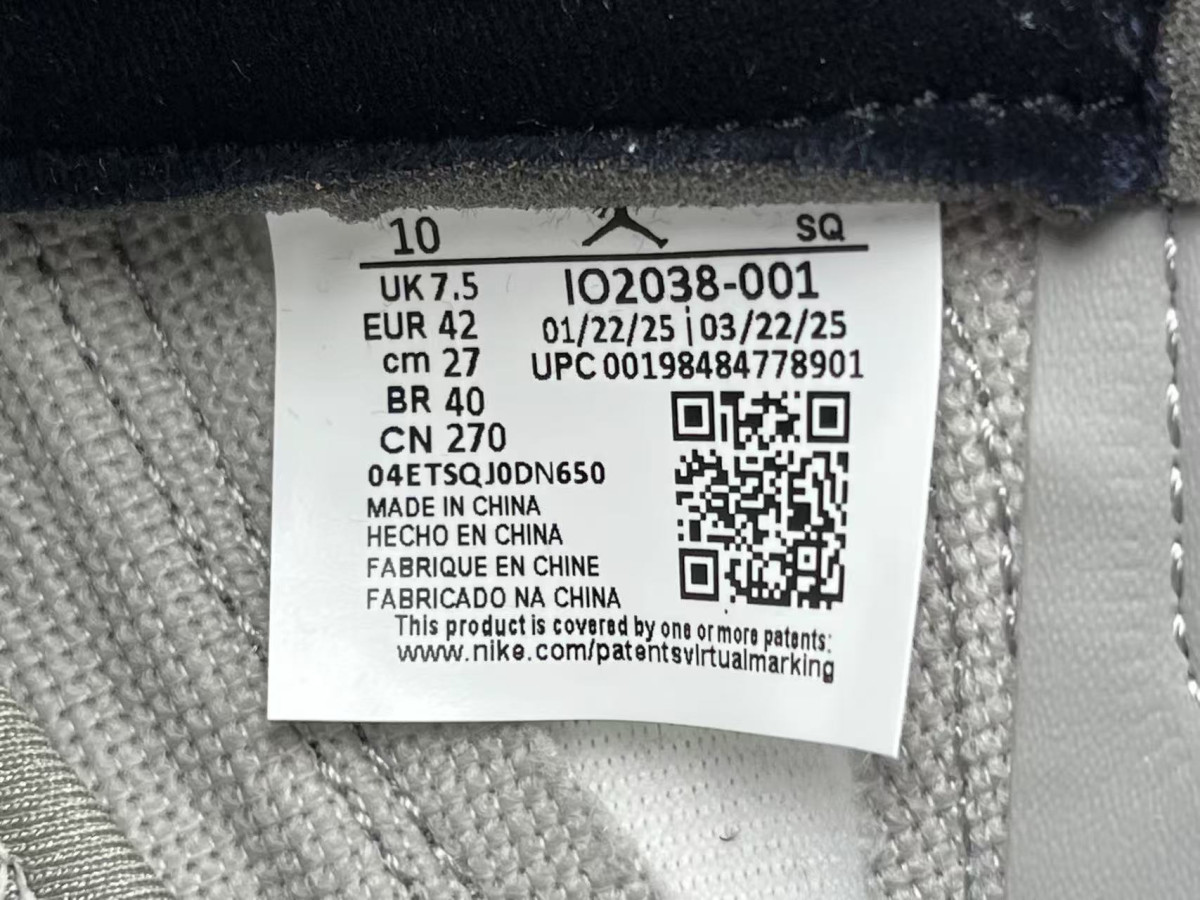 10 SQ
UK 7.5 IO2038-001
EUR 42 01/22/25 | 03/22/25
cm 27 UPC 00198484778901
BR 40
CN 270
04ETSQJ0DN650
MADE IN CHINA
HECHO EN CHINA
FABRIQUE EN CHINE
FABRICADO NA CHINA
This product is covered by one or more patents:
www.nike.com/patentsvirtualmarking